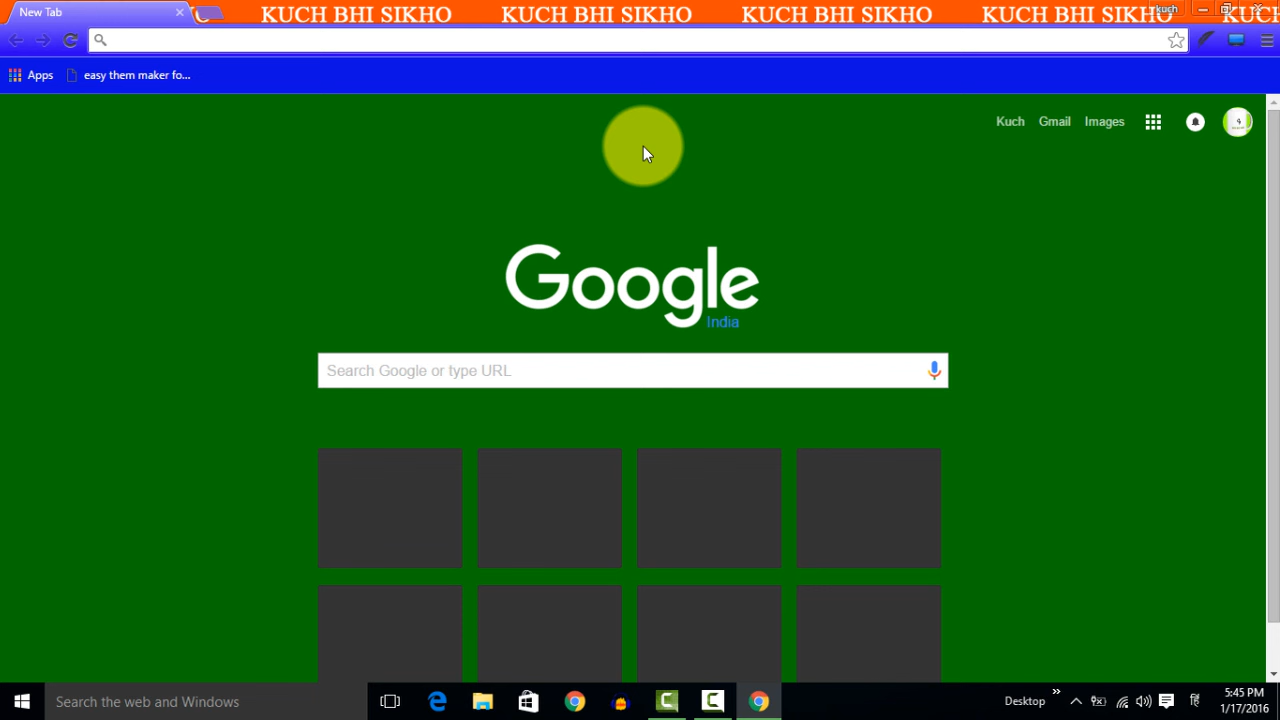 New Tab
KUCH BHI SIKHO KUCH BHI SIKHO KUCH BHI SIKHO KUCH BHI SIKHO KUCH
kuch
Apps easy them maker fo...
Kuch Gmail Images
Google
India
Search Google or type URL
Search the web and Windows
Desktop
हि
5:45 PM
1/17/2016